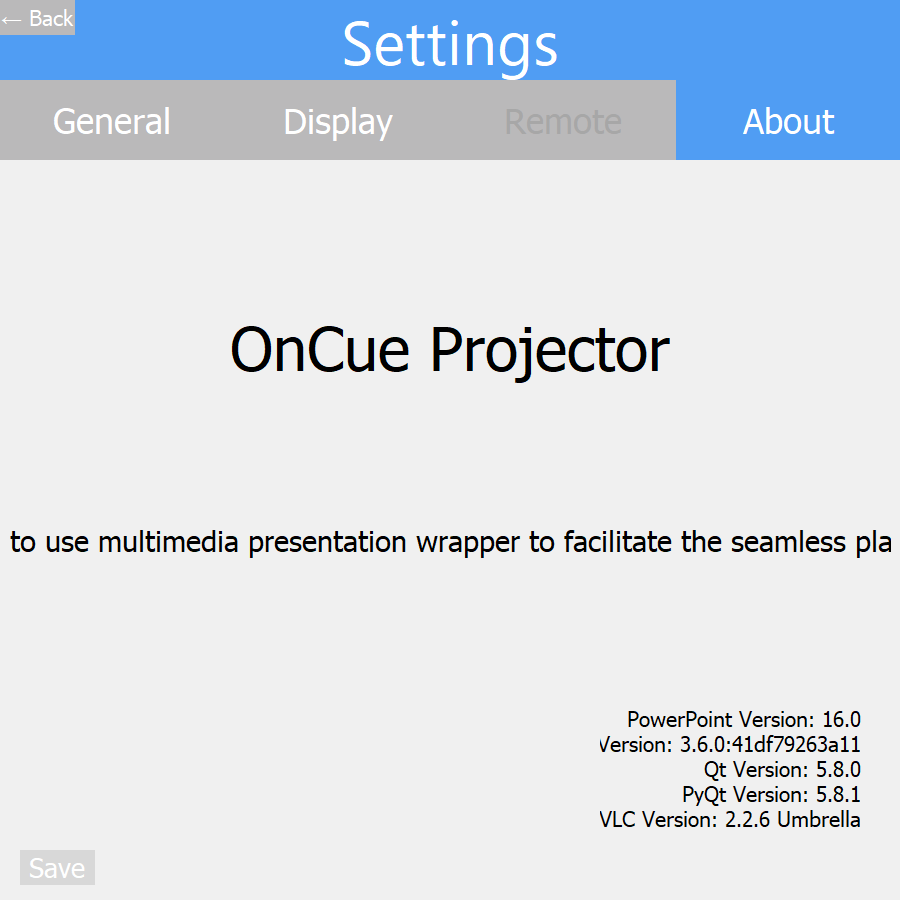 ← Back
Settings
General Display Remote About
OnCue Projector
to use multimedia presentation wrapper to facilitate the seamless pla
PowerPoint Version: 16.0
Version: 3.6.0:41df79263a11
Qt Version: 5.8.0
PyQt Version: 5.8.1
VLC Version: 2.2.6 Umbrella
Save